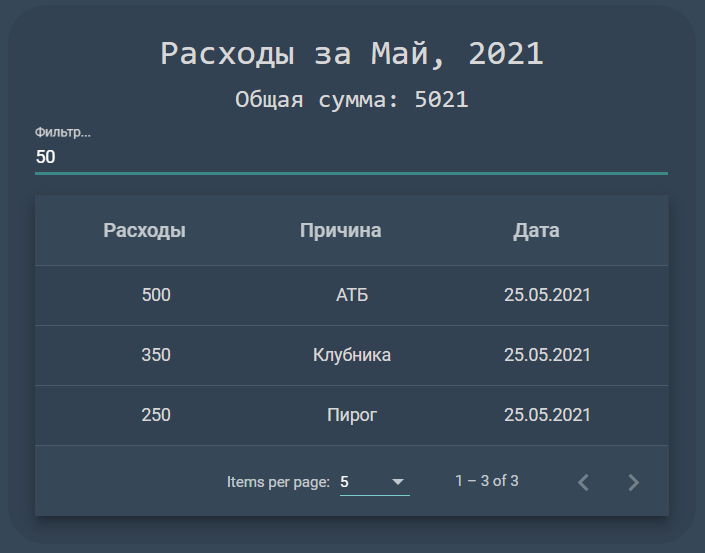 Расходы за Май, 2021
Общая сумма: 5021
Фильтр...
50
Расходы Причина Дата
500 АТБ 25.05.2021
350 Клубника 25.05.2021
250 Пирог 25.05.2021
Items per page: 5 1 – 3 of 3